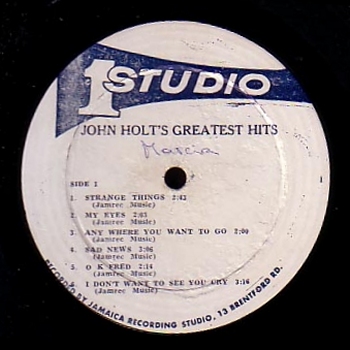 1 STUDIO
JOHN HOLT'S GREATEST HITS
Marcia
SIDE 1
1
1. STRANGE THINGS 2:42
(Jamrec Music)
2. MY EYES 2:03
(Jamrec Music)
3. ANY WHERE YOU WANT TO GO 2:00
(Jamrec Music)
4. SAD NEWS 3:06
(Jamrec Music)
5. O K FRED 2:14
(Jamrec Music)
6. I DON'T WANT TO SEE YOU CRY 3:16
(Jamrec Music)
RECORDED BY JAMAICA RECORDING STUDIO, 13 BRENTFORD RD.